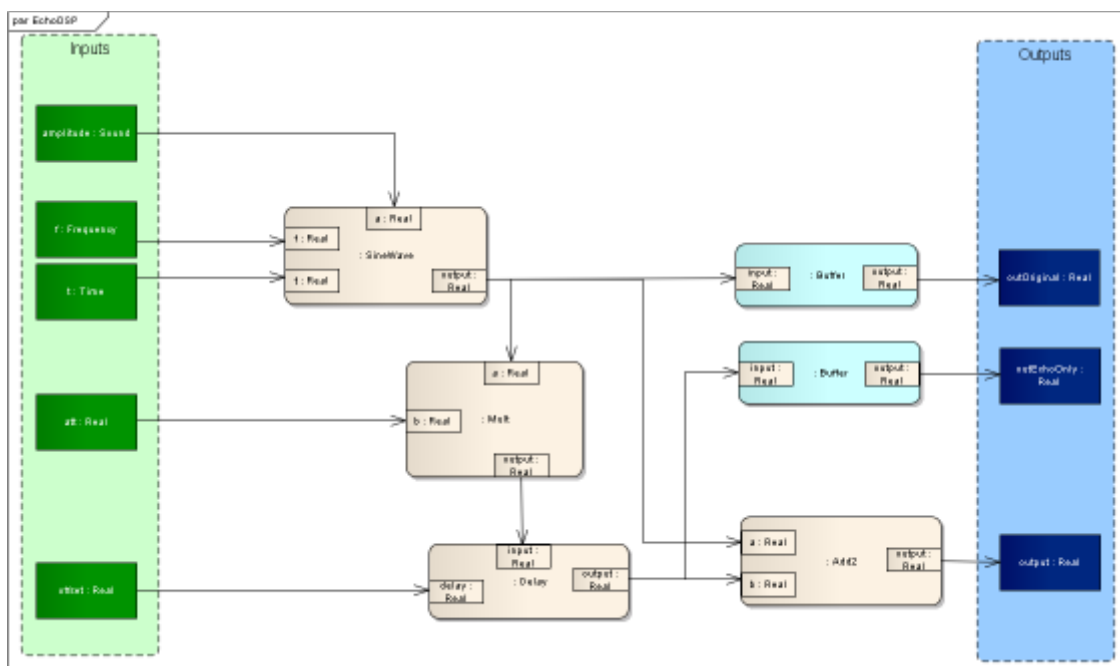 par EchoDSP
Inputs
Outputs
amplitude : Sound
f : Frequency
t : Time
att : Real
offset : Real
a : Real
f : Real
: SineWave
t : Real
output :
Real
input :
Real
: Buffer
output :
Real
outOriginal : Real
input :
Real
: Buffer
output :
Real
outEchoOnly :
Real
a : Real
b : Real
: Mult
output :
Real
input :
Real
delay :
Real
: Delay
output :
Real
a : Real
b : Real
: Add2
output :
Real
output : Real